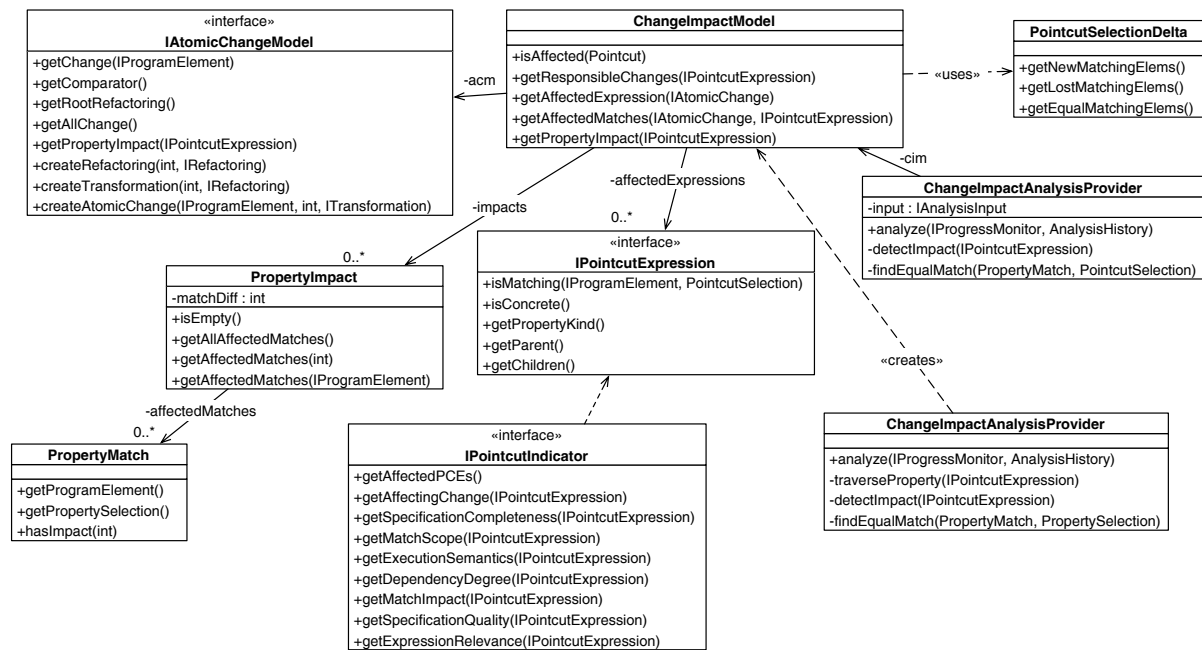 «interface»
IAtomicChangeModel
+getChange(IProgramElement)
+getComparator()
+getRootRefactoring()
+getAllChange()
+getPropertyImpact(IPointcutExpression)
+createRefactoring(int, IRefactoring)
+createTransformation(int, IRefactoring)
+createAtomicChange(IProgramElement, int, ITransformation)
-acm
ChangeImpactModel
+isAffected(Pointcut)
+getResponsibleChanges(IPointcutExpression)
+getAffectedExpression(IAtomicChange)
+getAffectedMatches(IAtomicChange, IPointcutExpression)
+getPropertyImpact(IPointcutExpression)
«uses»
PointcutSelectionDelta
+getNewMatchingElems()
+getLostMatchingElems()
+getEqualMatchingElems()
-cim
ChangeImpactAnalysisProvider
-input : IAnalysisInput
+analyze(IProgressMonitor, AnalysisHistory)
-detectImpact(IPointcutExpression)
-findEqualMatch(PropertyMatch, PointcutSelection)
-affectedExpressions
0..*
-impacts
0..*
«interface»
IPointcutExpression
+isMatching(IProgramElement, PointcutSelection)
+isConcrete()
+getPropertyKind()
+getParent()
+getChildren()
PropertyImpact
-matchDiff : int
+isEmpty()
+getAllAffectedMatches()
+getAffectedMatches(int)
+getAffectedMatches(IProgramElement)
«creates»
-affectedMatches
0..*
PropertyMatch
+getProgramElement()
+getPropertySelection()
+hasImpact(int)
«interface»
IPointcutIndicator
+getAffectedPCEs()
+getAffectingChange(IPointcutExpression)
+getSpecificationCompleteness(IPointcutExpression)
+getMatchScope(IPointcutExpression)
+getExecutionSemantics(IPointcutExpression)
+getDependencyDegree(IPointcutExpression)
+getMatchImpact(IPointcutExpression)
+getSpecificationQuality(IPointcutExpression)
+getExpressionRelevance(IPointcutExpression)
ChangeImpactAnalysisProvider
+analyze(IProgressMonitor, AnalysisHistory)
-traverseProperty(IPointcutExpression)
-detectImpact(IPointcutExpression)
-findEqualMatch(PropertyMatch, PropertySelection)